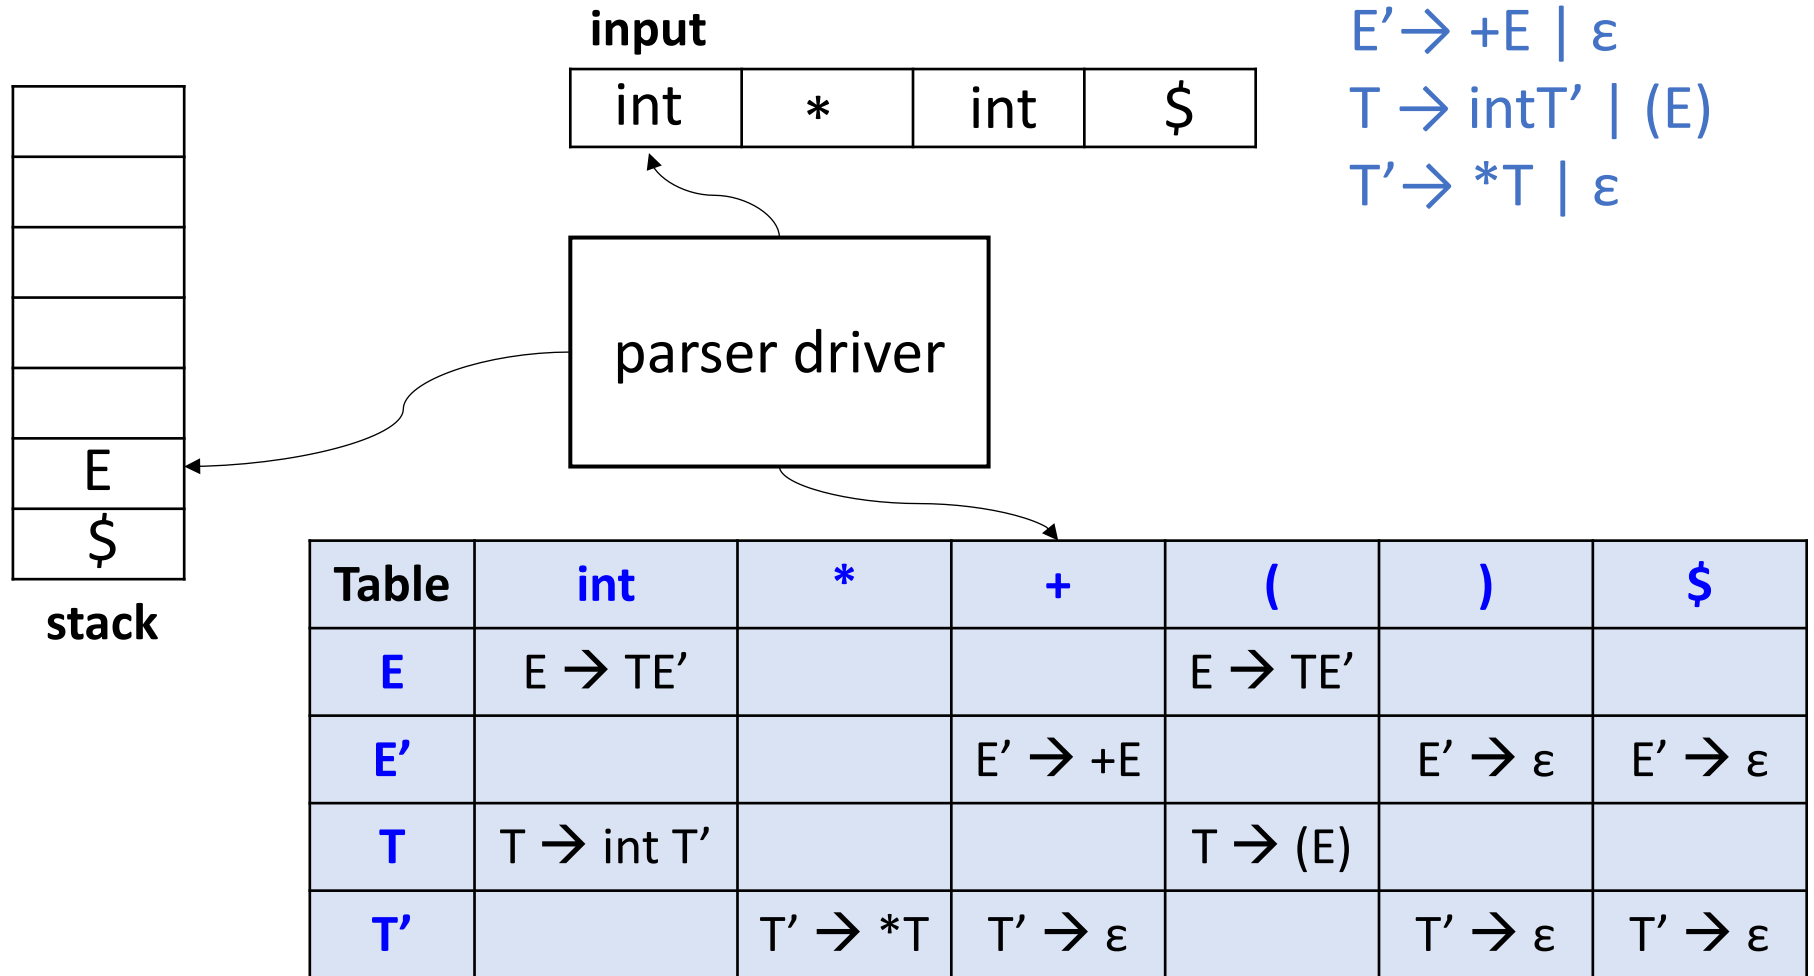 input
int * int $
E’→ +E | ε
T → intT’ | (E)
T’→ *T | ε
parser driver
E
$
stack
Table int * + ( ) $
E E → TE’ E → TE’
E’ E’ → +E E’ → ε E’ → ε
T T → int T’ T → (E)
T’ T’ → *T T’ → ε T’ → ε T’ → ε